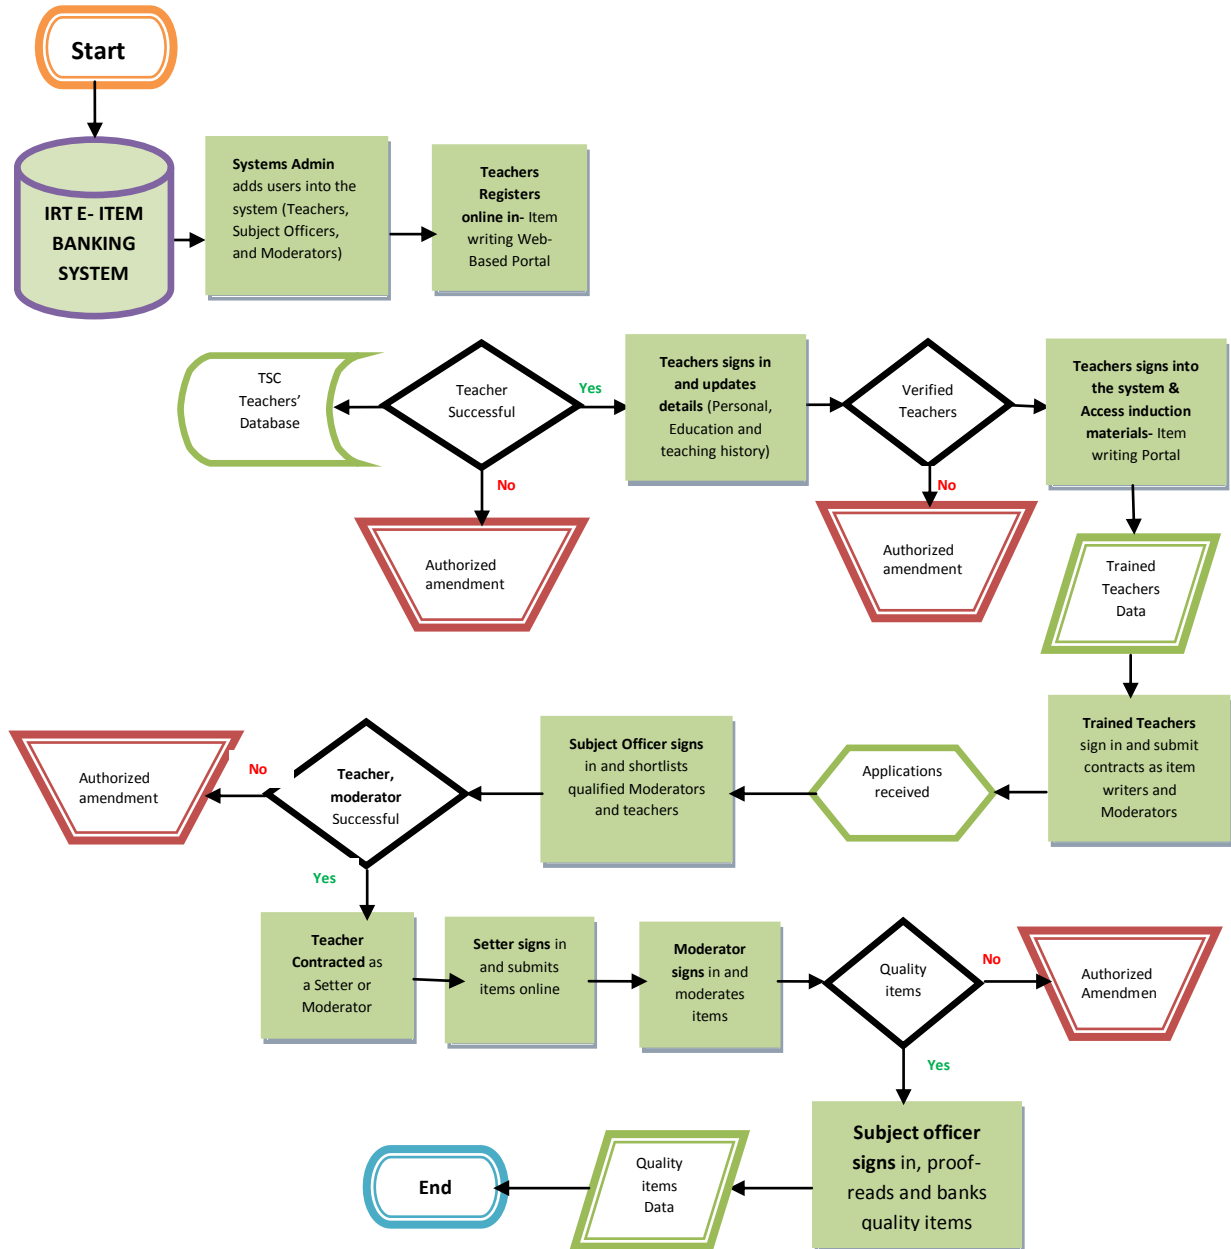 Start
IRT E- ITEM
BANKING
SYSTEM
Systems Admin
adds users into the
system (Teachers,
Subject Officers,
and Moderators)
Teachers
Registers
online in- Item
writing Web-
Based Portal
TSC
Teachers'
Database
Teacher
Successful
Yes
No
Authorized
amendment
Teachers signs in
and updates
details (Personal,
Education and
teaching history)
Verified
Teachers
No
Authorized
amendment
Teachers signs into
the system &
Access induction
materials- Item
writing Portal
Trained
Teachers
Data
Trained Teachers
sign in and submit
contracts as item
writers and
Moderators
Applications
received
Subject Officer signs
in and shortlists
qualified Moderators
and teachers
Teacher,
moderator
Successful
No
Authorized
amendment
Yes
Teacher
Contracted as
a Setter or
Moderator
Setter signs in
and submits
items online
Moderator
signs in and
moderates
items
Quality
items
No
Authorized
Amendmen
Yes
Subject officer
signs in, proof-
reads and banks
quality items
Quality
items
Data
End